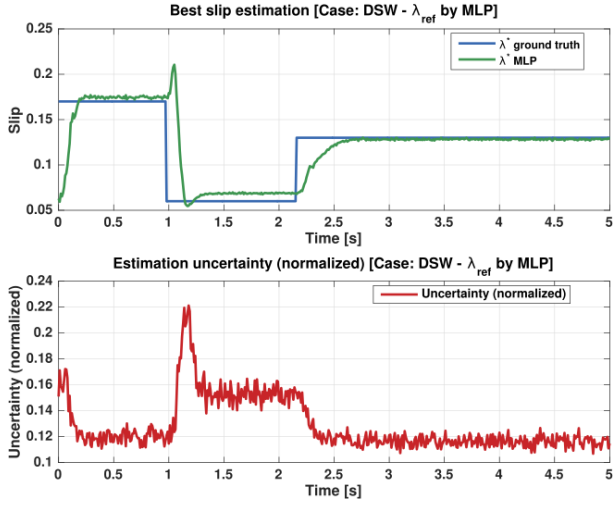 Best slip estimation [Case: DSW - λref by MLP]
λ* ground truth
λ* MLP
Slip
0.25
0.2
0.15
0.1
0.05
0 0.5 1 1.5 2 2.5 3 3.5 4 4.5 5
Time [s]
Estimation uncertainty (normalized) [Case: DSW - λref by MLP]
Uncertainty (normalized)
Uncertainty (normalized)
0.24
0.22
0.2
0.16
0.14
0.12
0.1
0 0.5 1 1.5 2 2.5 3 3.5 4 4.5 5
Time [s]